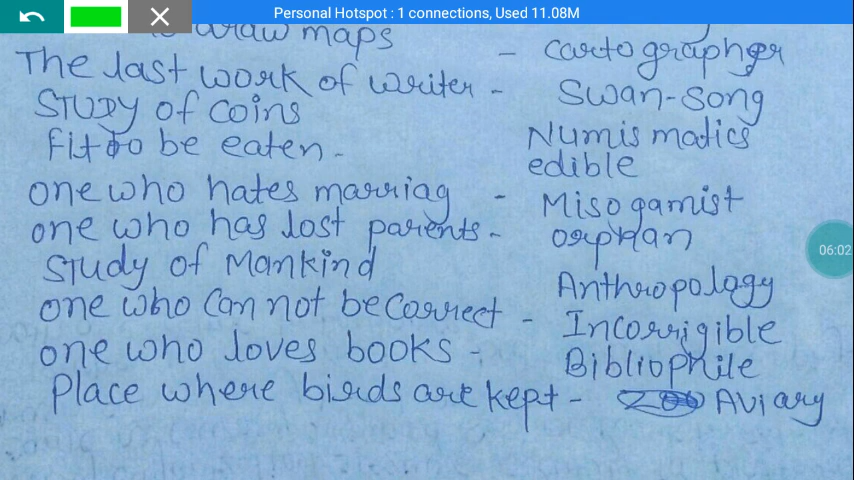 Personal Hotspot : 1 connections, Used 11.08M
draw maps - cartographer
The last work of writer - Swan-song
STUDY of coins Numismatics
fit to be eaten - edible
one who hates marriag - Misogamist
one who has lost parents - orphan
Study of Mankind Anthropology
one who can not be correct - Incorrigible
one who loves books - Bibliophile
Place where birds are kept - Aviary
06:02